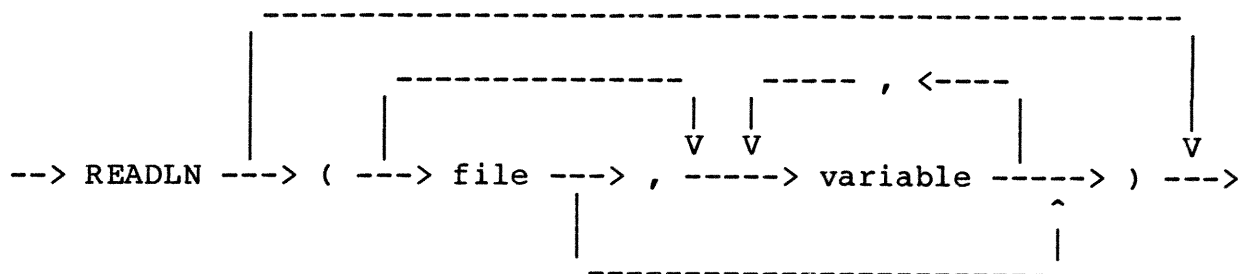 ,
V V V
--> READLN ---> ( ---> file ---> , -----> variable -----> ) --->